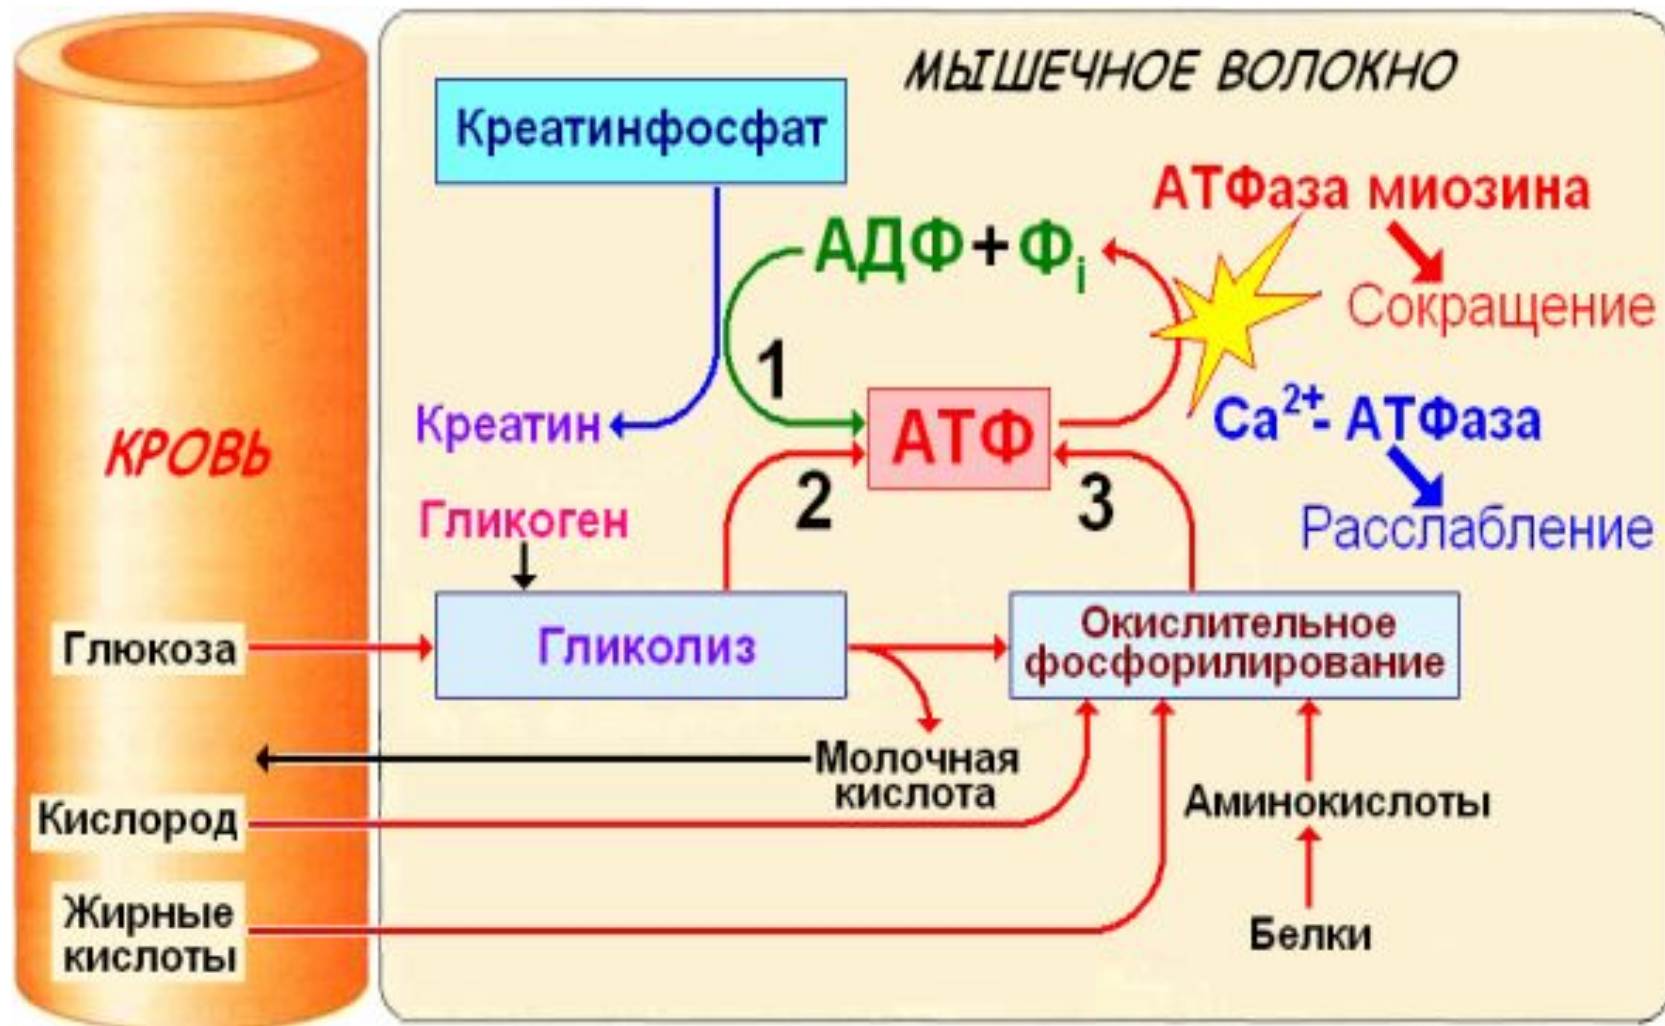 МЫШЕЧНОЕ ВОЛОКНО
Креатинфосфат
АТФаза миозина
АДФ+Фi
Сокращение
1
Креатин
АТФ
Ca2+- АТФаза
КРОВЬ
2
3
Гликоген
Расслабление
Глюкоза
Гликолиз
Окислительное
фосфорилирование
Молочная
кислота
Кислород
Аминокислоты
Жирные
кислоты
Белки